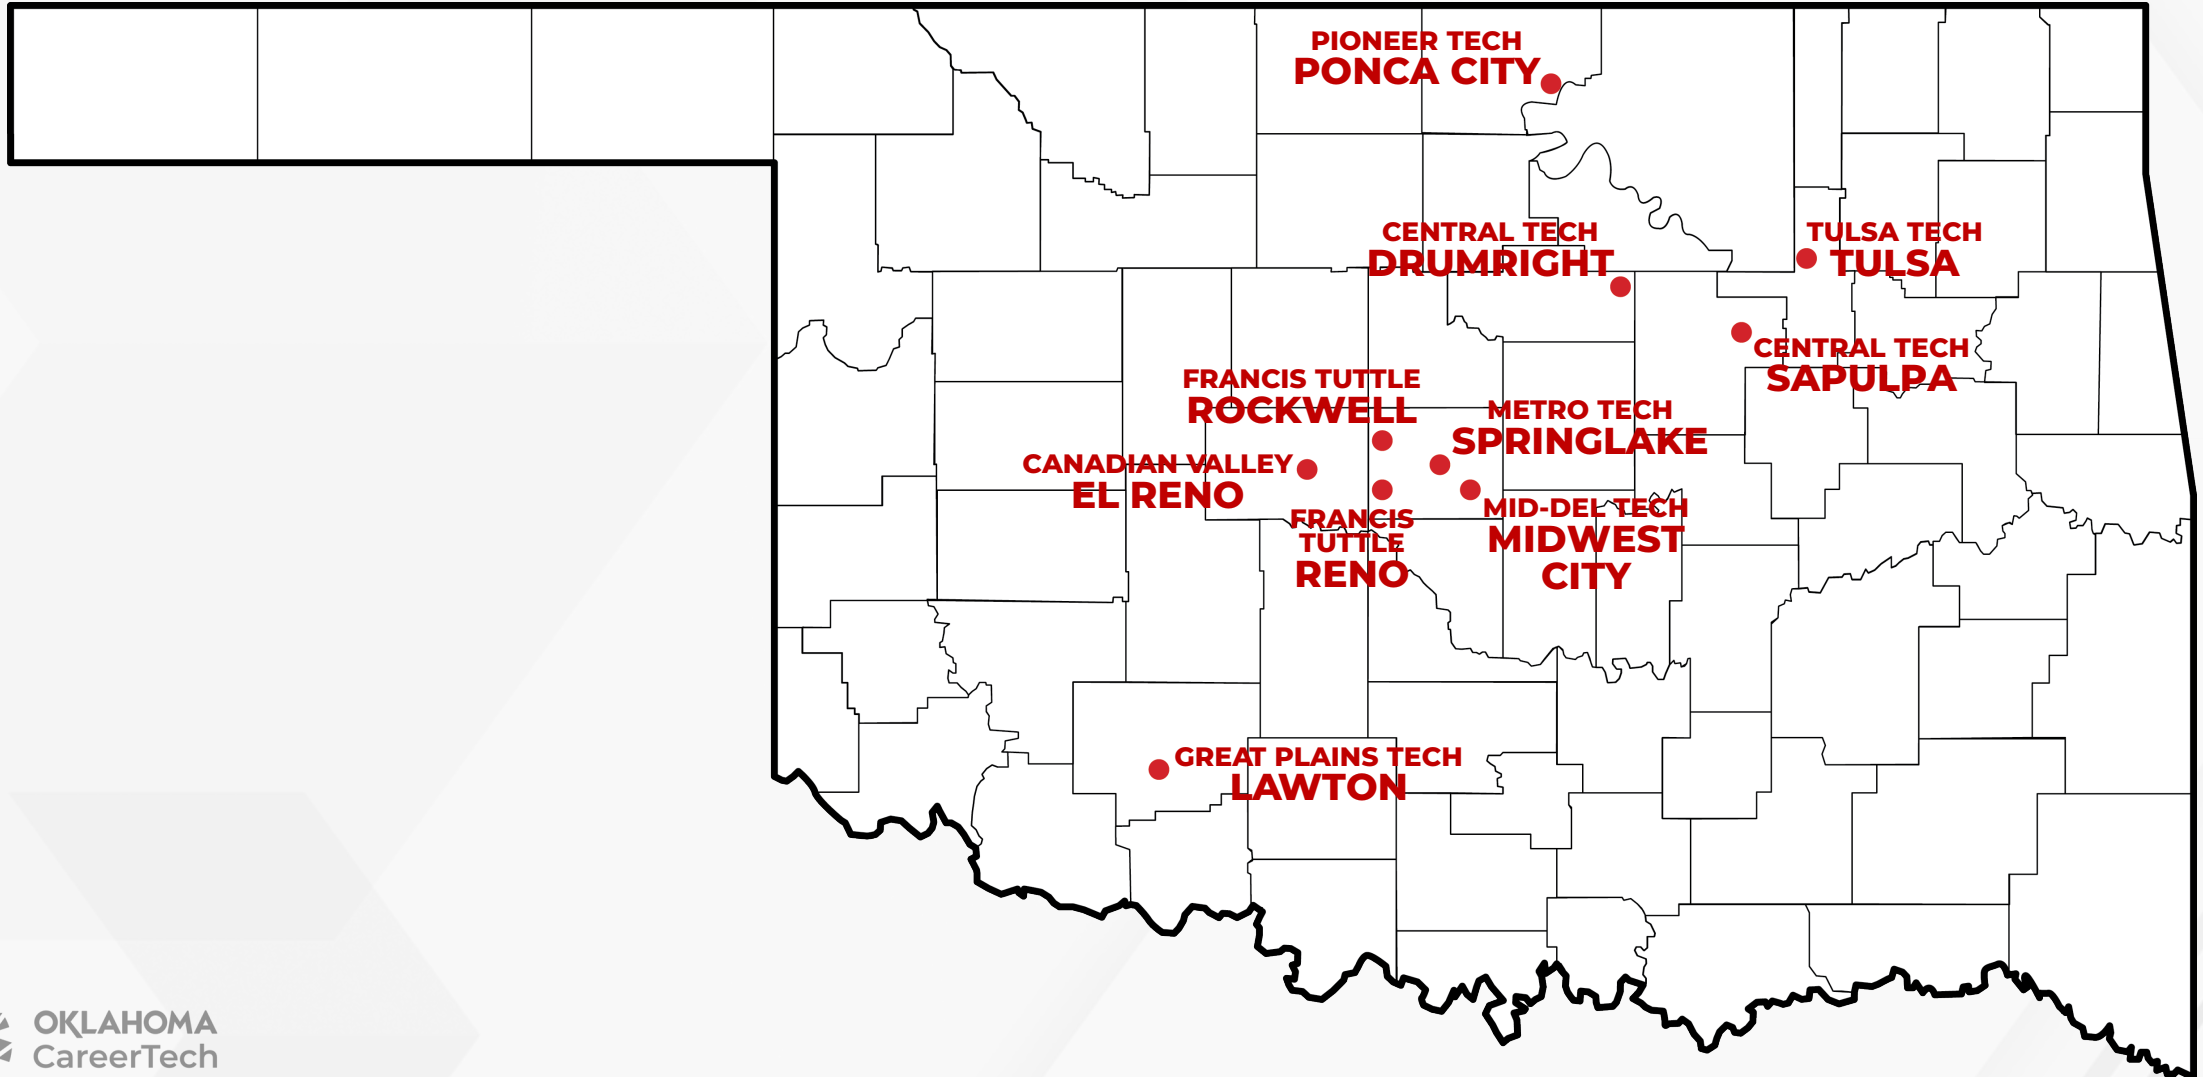 PIONEER TECH
PONCA CITY
CENTRAL TECH
DRUMRIGHT
TULSA TECH
TULSA
CENTRAL TECH
SAPULPA
FRANCIS TUTTLE
ROCKWELL
METRO TECH
SPRINGLAKE
CANADIAN VALLEY
EL RENO
FRANCIS
TUTTLE
RENO
MID-DEL TECH
MIDWEST
CITY
GREAT PLAINS TECH
LAWTON
OKLAHOMA
CareerTech